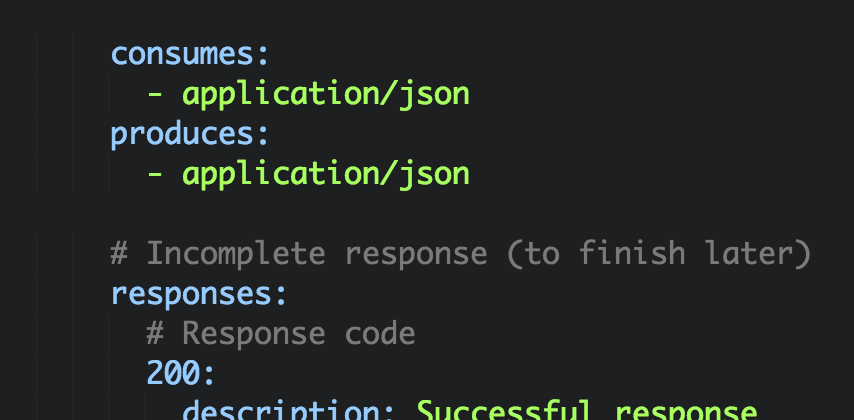 consumes:
- application/json
produces:
- application/json
# Incomplete response (to finish later)
responses:
# Response code
200:
description: Successful response